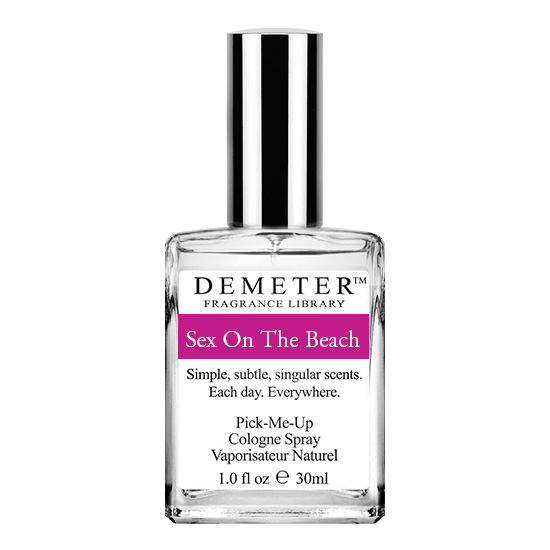 DEMETER™
FRAGRANCE LIBRARY
Sex On The Beach
Simple, subtle, singular scents.
Each day. Everywhere.
Pick-Me-Up
Cologne Spray
Vaporisateur Naturel
1.0 fl oz ℮ 30ml